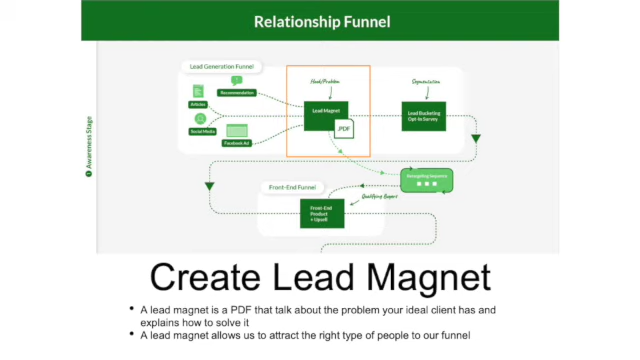 Relationship Funnel
Lead Generation Funnel
Recommendation
Articles
Social Media
Facebook Ad
Hook/Problem
Lead Magnet
.PDF
Segmentation
Lead Bucketing
Opt-in Survey
1 Awareness Stage
Front-End Funnel
Front-End
Product
+ Upsell
Qualifying Buyers
Create Lead Magnet
• A lead magnet is a PDF that talk about the problem your ideal client has and
explains how to solve it
• A lead magnet allows us to attract the right type of people to our funnel